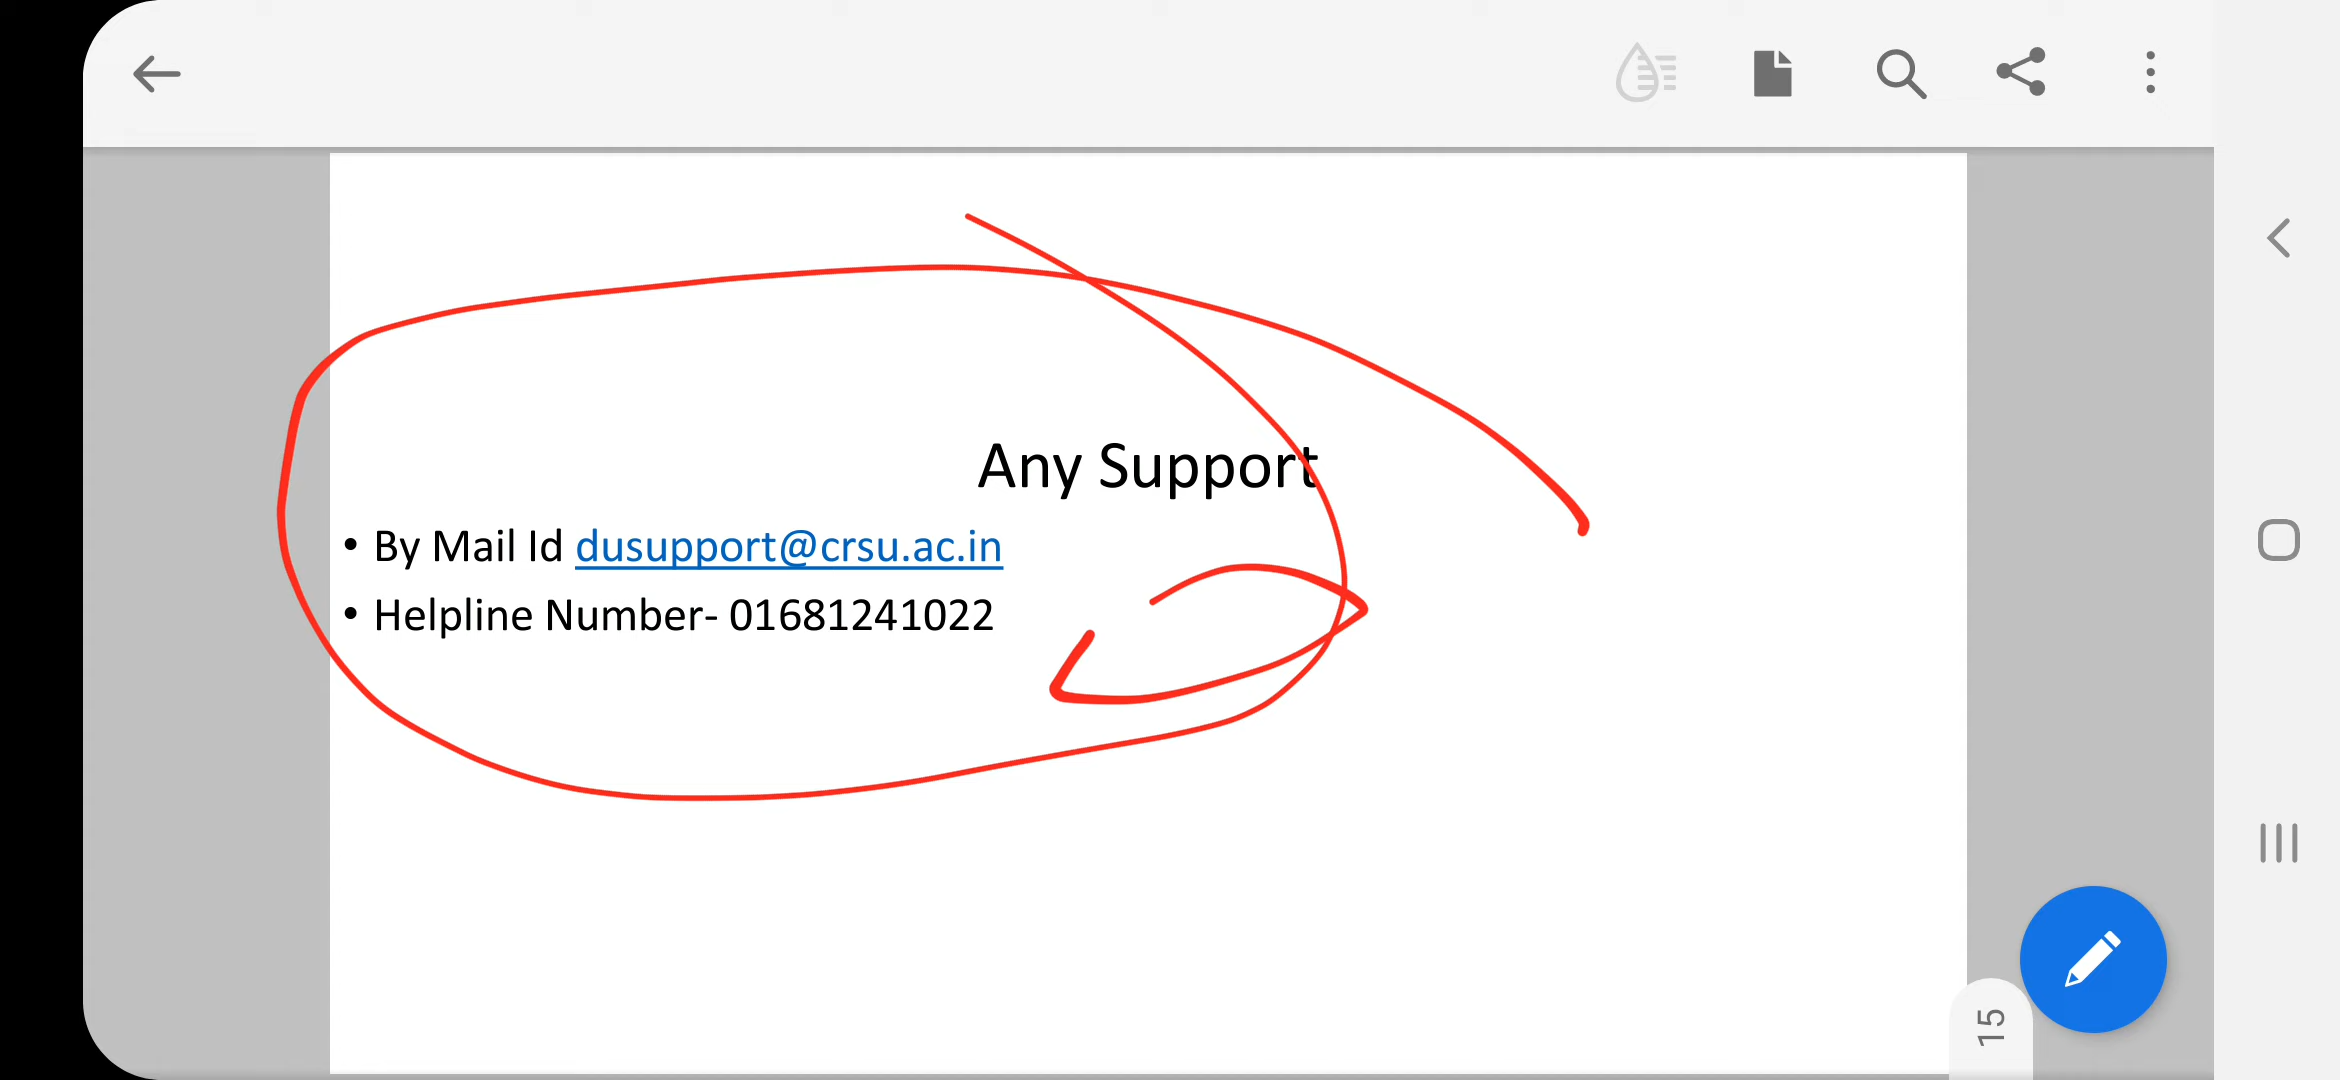 Any Support
• By Mail Id dusupport@crsu.ac.in
• Helpline Number- 01681241022
15